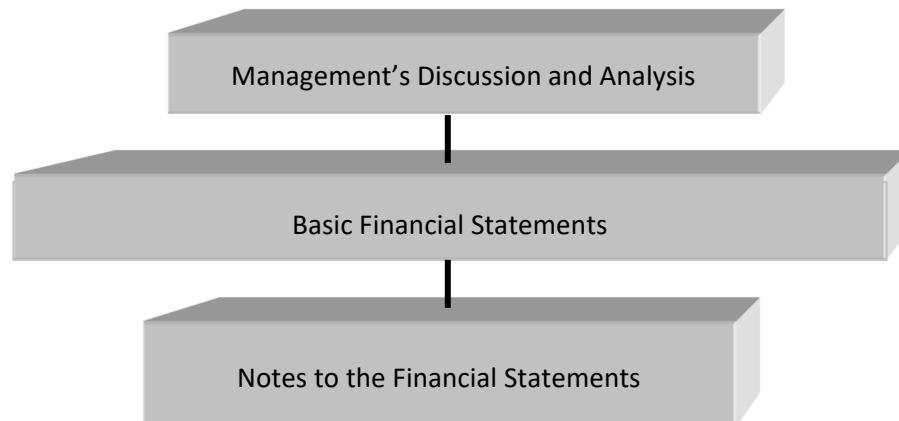 Management’s Discussion and Analysis
Basic Financial Statements
Notes to the Financial Statements